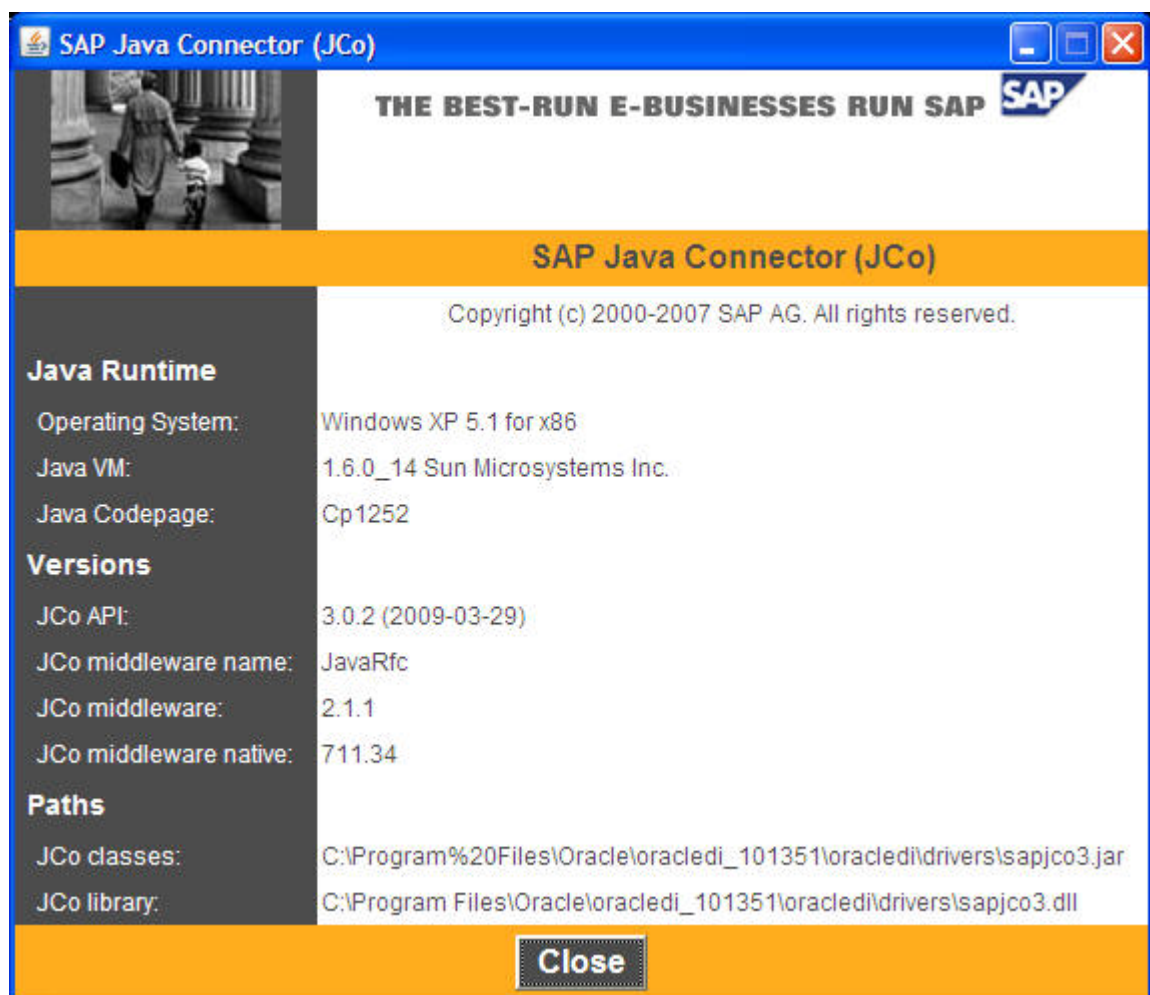 SAP Java Connector (JCo)
THE BEST-RUN E-BUSINESSES RUN SAP SAP
SAP Java Connector (JCo)
Copyright (c) 2000-2007 SAP AG. All rights reserved.
Java Runtime
Operating System: Windows XP 5.1 for x86
Java VM: 1.6.0_14 Sun Microsystems Inc.
Java Codepage: Cp1252
Versions
JCo API: 3.0.2 (2009-03-29)
JCo middleware name: JavaRfc
JCo middleware: 2.1.1
JCo middleware native: 711.34
Paths
JCo classes: C:\Program%20Files\Oracle\oracledi_101351\oracledi\drivers\sapjco3.jar
JCo library: C:\Program Files\Oracle\oracledi_101351\oracledi\drivers\sapjco3.dll
Close